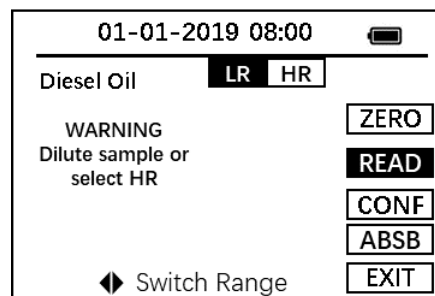 01-01-2019 08:00
Diesel Oil LR HR
WARNING
Dilute sample or
select HR
ZERO
READ
CONF
ABSB
EXIT
Switch Range